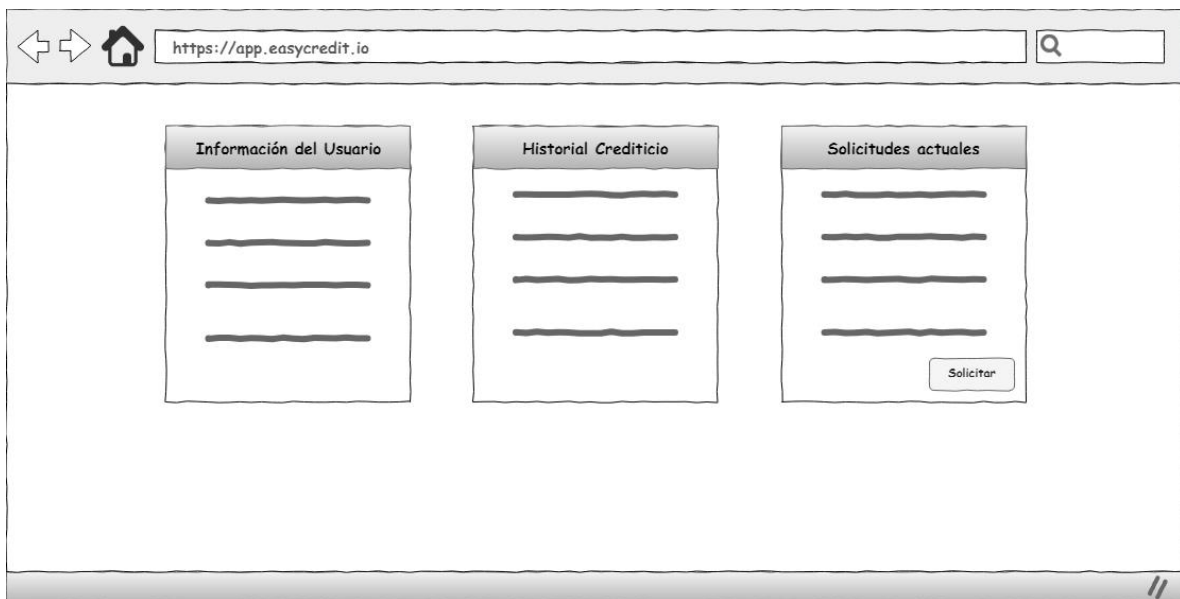 https://app.easycredit.io
Información del Usuario
Historial Crediticio
Solicitudes actuales
Solicitar